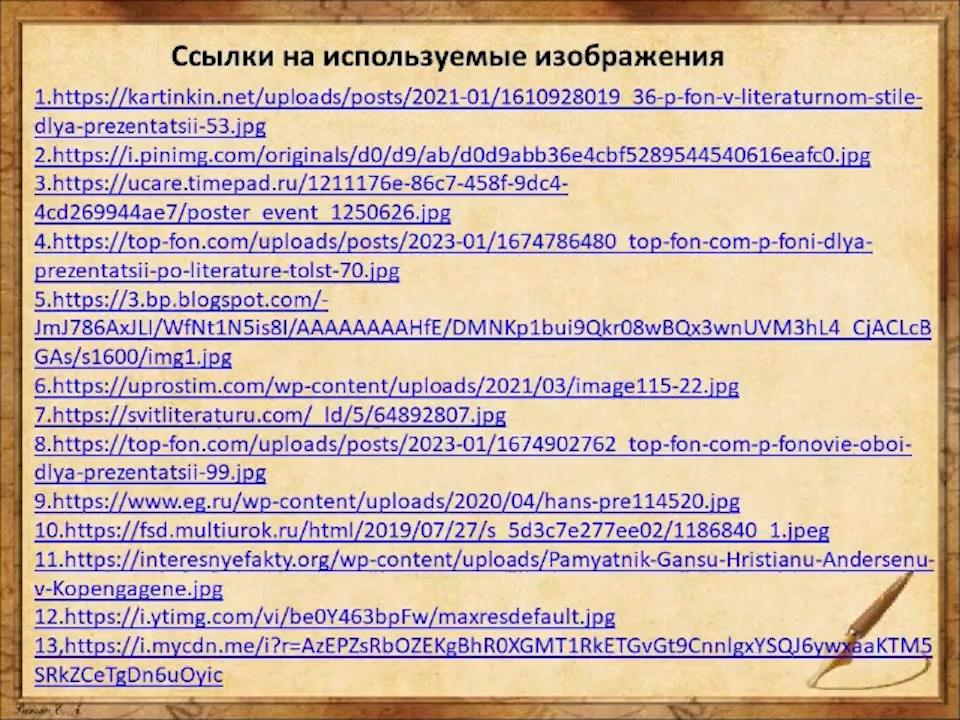 Ссылки на используемые изображения
1.https://kartinkin.net/uploads/posts/2021-01/1610928019_36-p-fon-v-literaturnom-stile-
dlya-prezentatsii-53.jpg
2.https://i.pinimg.com/originals/d0/d9/ab/d0d9abb36e4cbf5289544540616eafc0.jpg
3.https://ucare.timepad.ru/1211176e-86c7-458f-9dc4-
4cd269944ae7/poster_event_1250626.jpg
4.https://top-fon.com/uploads/posts/2023-01/1674786480_top-fon-com-p-foni-dlya-
prezentatsii-po-literature-tolst-70.jpg
5.https://3.bp.blogspot.com/-
JmJ786AxJLI/WfNt1N5is8I/AAAAAAAAHfE/DMNKp1bui9Qkr08wBQx3wnUVM3hL4_CjACLcB
GAs/s1600/img1.jpg
6.https://uprostim.com/wp-content/uploads/2021/03/image115-22.jpg
7.https://svitliteraturu.com/_ld/5/64892807.jpg
8.https://top-fon.com/uploads/posts/2023-01/1674902762_top-fon-com-p-fonovie-oboi-
dlya-prezentatsii-99.jpg
9.https://www.eg.ru/wp-content/uploads/2020/04/hans-pre114520.jpg
10.https://fsd.multiurok.ru/html/2019/07/27/s_5d3c7e277ee02/1186840_1.jpeg
11.https://interesnyefakty.org/wp-content/uploads/Pamyatnik-Gansu-Hristianu-Andersenu-
v-Kopengagene.jpg
12.https://i.ytimg.com/vi/be0Y463bpFw/maxresdefault.jpg
13,https://i.mycdn.me/i?r=AzEPZsRbOZEKgBhR0XGMT1RkETGvGt9CnnlgxYSQJ6ywxaaKTM5
SRkZCeTgDn6uOyic